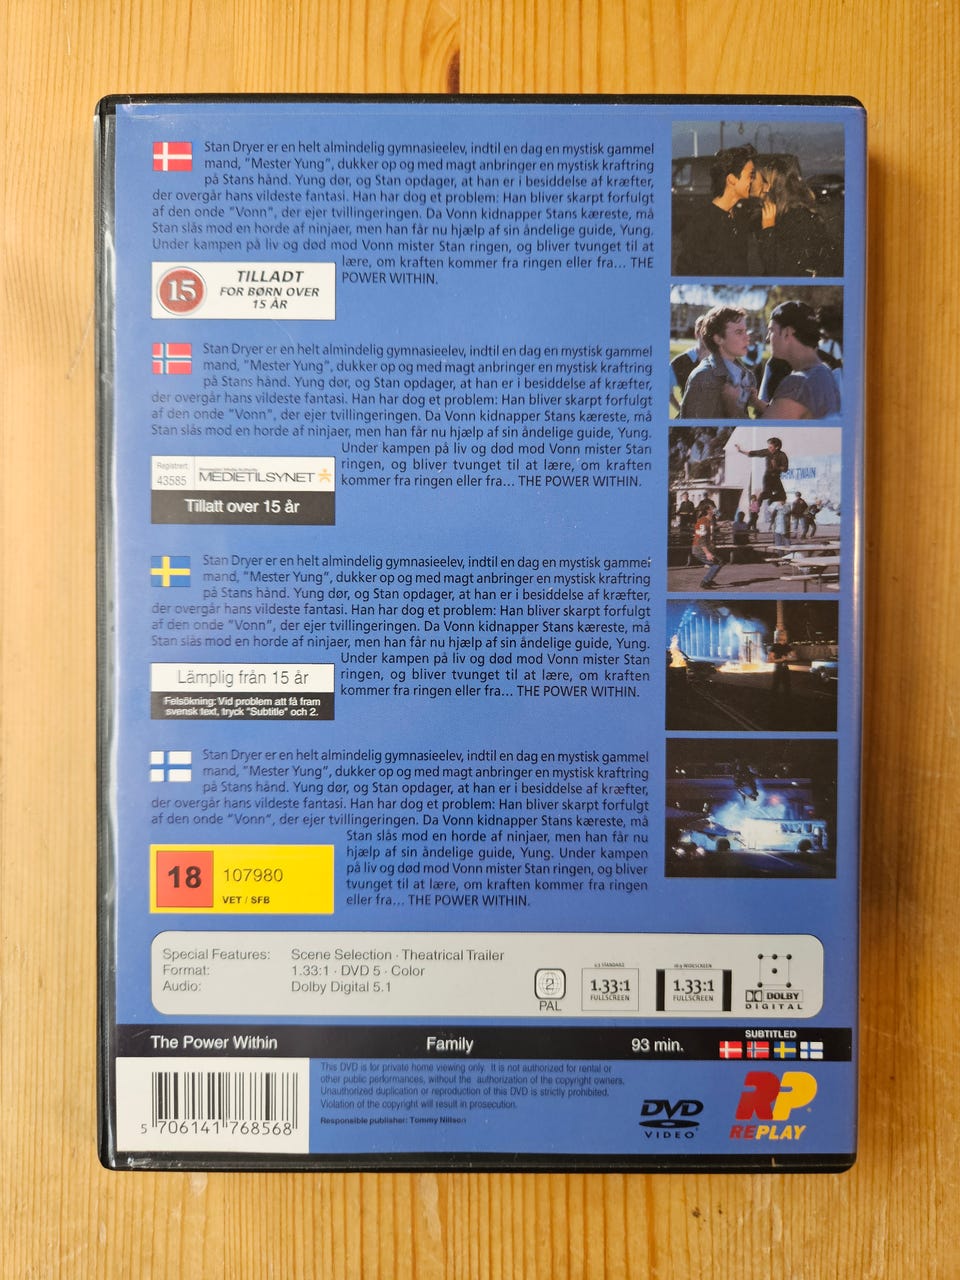 Stan Dryer er en helt almindelig gymnasieelev, indtil en dag en mystisk gammel
mand, "Mester Yung", dukker op og med magt anbringer en mystisk kraftring
på Stans hånd. Yung dør, og Stan opdager, at han er i besiddelse af kræfter,
der overgår hans vildeste fantasi. Han har dog et problem: Han bliver skarpt forfulgt
af den onde "Vonn", der ejer tvillingeringen. Da Vonn kidnapper Stans kæreste, må
Stan slås mod en horde af ninjaer, men han får nu hjælp af sin åndelige guide, Yung.
Under kampen på liv og død mod Vonn mister Stan ringen, og bliver tvunget til at
lære, om kraften kommer fra ringen eller fra... THE
POWER WITHIN.
15
TILLADT
FOR BØRN OVER
15 ÅR
Stan Dryer er en helt almindelig gymnasieelev, indtil en dag en mystisk gammel
mand, "Mester Yung", dukker op og med magt anbringer en mystisk kraftring
på Stans hånd. Yung dør, og Stan opdager, at han er i besiddelse af kræfter,
der overgår hans vildeste fantasi. Han har dog et problem: Han bliver skarpt forfulgt
af den onde "Vonn", der ejer tvillingeringen. Da Vonn kidnapper Stans kæreste, må
Stan slås mod en horde af ninjaer, men han får nu hjælp af sin åndelige guide, Yung.
Under kampen på liv og død mod Vonn mister Stan
ringen, og bliver tvunget til at lære, om kraften
kommer fra ringen eller fra... THE POWER WITHIN.
Registrert
43585
Norwegian Media Authority
MEDIETILSYNET
Tillatt over 15 år
Stan Dryer er en helt almindelig gymnasieelev, indtil en dag en mystisk gammel
mand, "Mester Yung", dukker op og med magt anbringer en mystisk kraftring
på Stans hånd. Yung dør, og Stan opdager, at han er i besiddelse af kræfter,
der overgår hans vildeste fantasi. Han har dog et problem: Han bliver skarpt forfulgt
af den onde "Vonn", der ejer tvillingeringen. Da Vonn kidnapper Stans kæreste, må
Stan slås mod en horde af ninjaer, men han får nu hjælp af sin åndelige guide, Yung.
Under kampen på liv og død mod Vonn mister Stan
ringen, og bliver tvunget til at lære, om kraften
kommer fra ringen eller fra... THE POWER WITHIN.
Lämplig från 15 år
Felsökning: Vid problem att få fram
svensk text, tryck "Subtitle" och 2.
Stan Dryer er en helt almindelig gymnasieelev, indtil en dag en mystisk gammel
mand, "Mester Yung", dukker op og med magt anbringer en mystisk kraftring
på Stans hånd. Yung dør, og Stan opdager, at han er i besiddelse af kræfter,
der overgår hans vildeste fantasi. Han har dog et problem: Han bliver skarpt forfulgt
af den onde "Vonn", der ejer tvillingeringen. Da Vonn kidnapper Stans kæreste, må
Stan slås mod en horde af ninjaer, men han får nu
hjælp af sin åndelige guide, Yung. Under kampen
på liv og død mod Vonn mister Stan ringen, og bliver
tvunget til at lære, om kraften kommer fra ringen
eller fra... THE POWER WITHIN.
18
107980
VET / SFB
TWAIN
Special Features: Scene Selection · Theatrical Trailer
Format: 1.33:1 · DVD 5 · Color
Audio: Dolby Digital 5.1
2
PAL
4:3 STANDARD
1.33:1
FULLSCREEN
16:9 WIDESCREEN
1.33:1
FULLSCREEN
DOLBY
DIGITAL
The Power Within Family 93 min.
SUBTITLED
This DVD is for private home viewing only. It is not authorized for rental or
other public performances, without the authorization of the copyright owners.
Unauthorized duplication or reproduction of this DVD is strictly prohibited.
Violation of the copyright will result in prosecution.
Responsible publisher: Tommy Nillson
5 706141 768568
DVD
VIDEO
RP
REPLAY